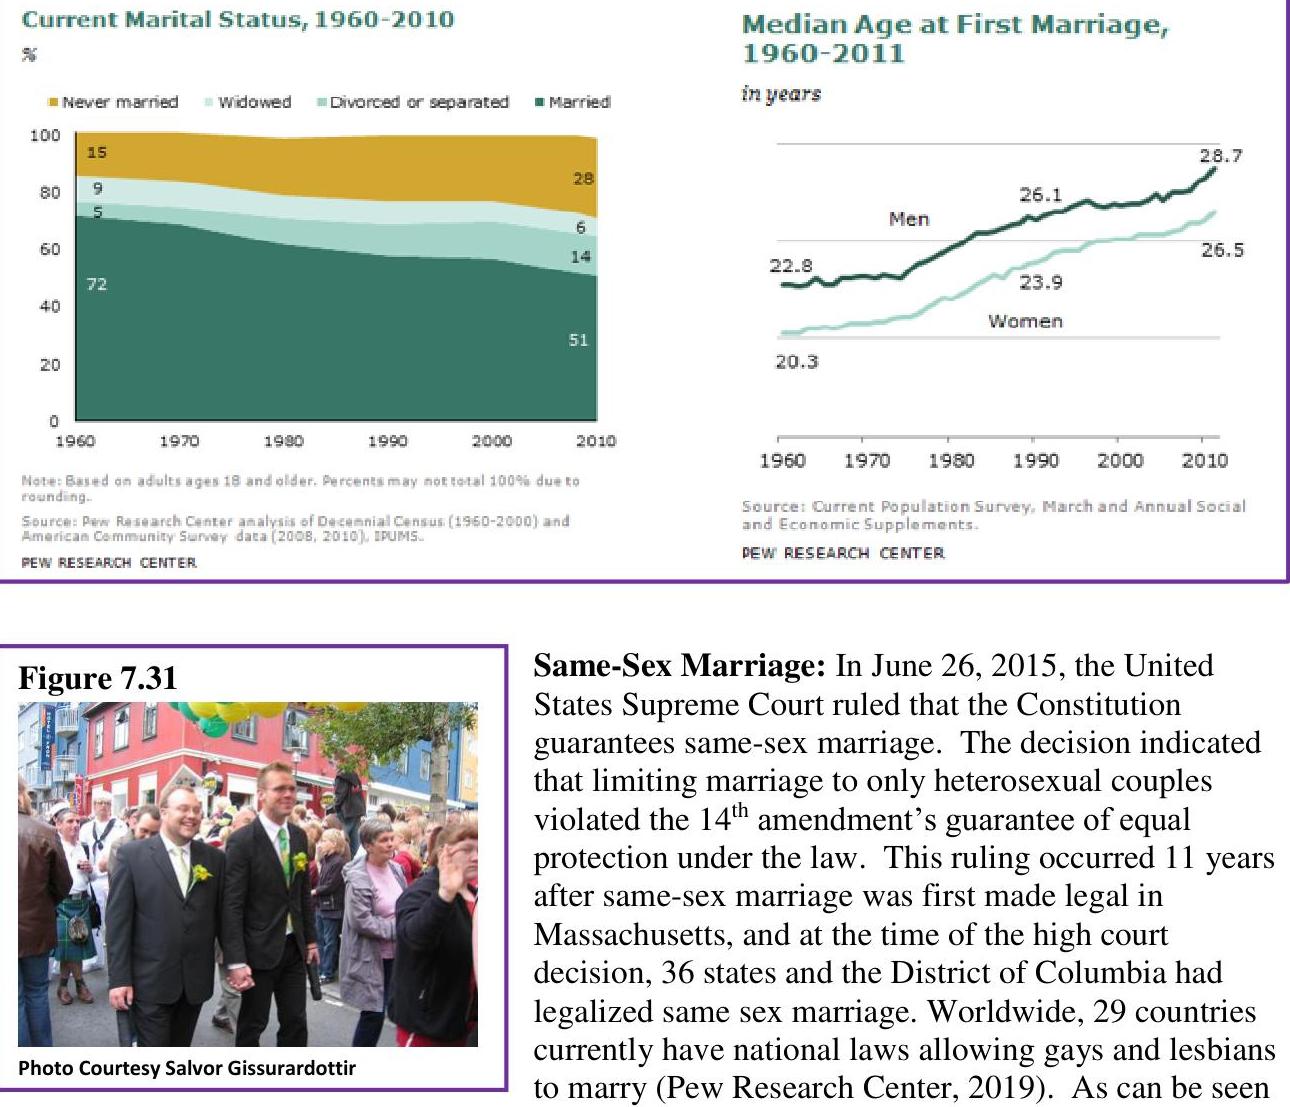 Current Marital Status, 1960-2010
%
Never married Widowed Divorced or separated Married
100
80
60
40
20
0
15
9
5
72
28
6
14
51
1960 1970 1980 1990 2000 2010
Note: Based on adults ages 18 and older. Percents may not total 100% due to
rounding.
Source: Pew Research Center analysis of Decennial Census (1960-2000) and
American Community Survey data (2008, 2010), IPUMS.
PEW RESEARCH CENTER
Median Age at First Marriage,
1960-2011
in years
28.7
26.1
Men
22.8
26.5
23.9
Women
20.3
1960 1970 1980 1990 2000 2010
Source: Current Population Survey, March and Annual Social
and Economic Supplements.
PEW RESEARCH CENTER
Figure 7.31
Photo Courtesy Salvor Gissurardottir
Same-Sex Marriage: In June 26, 2015, the United
States Supreme Court ruled that the Constitution
guarantees same-sex marriage. The decision indicated
that limiting marriage to only heterosexual couples
violated the 14th amendment’s guarantee of equal
protection under the law. This ruling occurred 11 years
after same-sex marriage was first made legal in
Massachusetts, and at the time of the high court
decision, 36 states and the District of Columbia had
legalized same sex marriage. Worldwide, 29 countries
currently have national laws allowing gays and lesbians
to marry (Pew Research Center, 2019). As can be seen